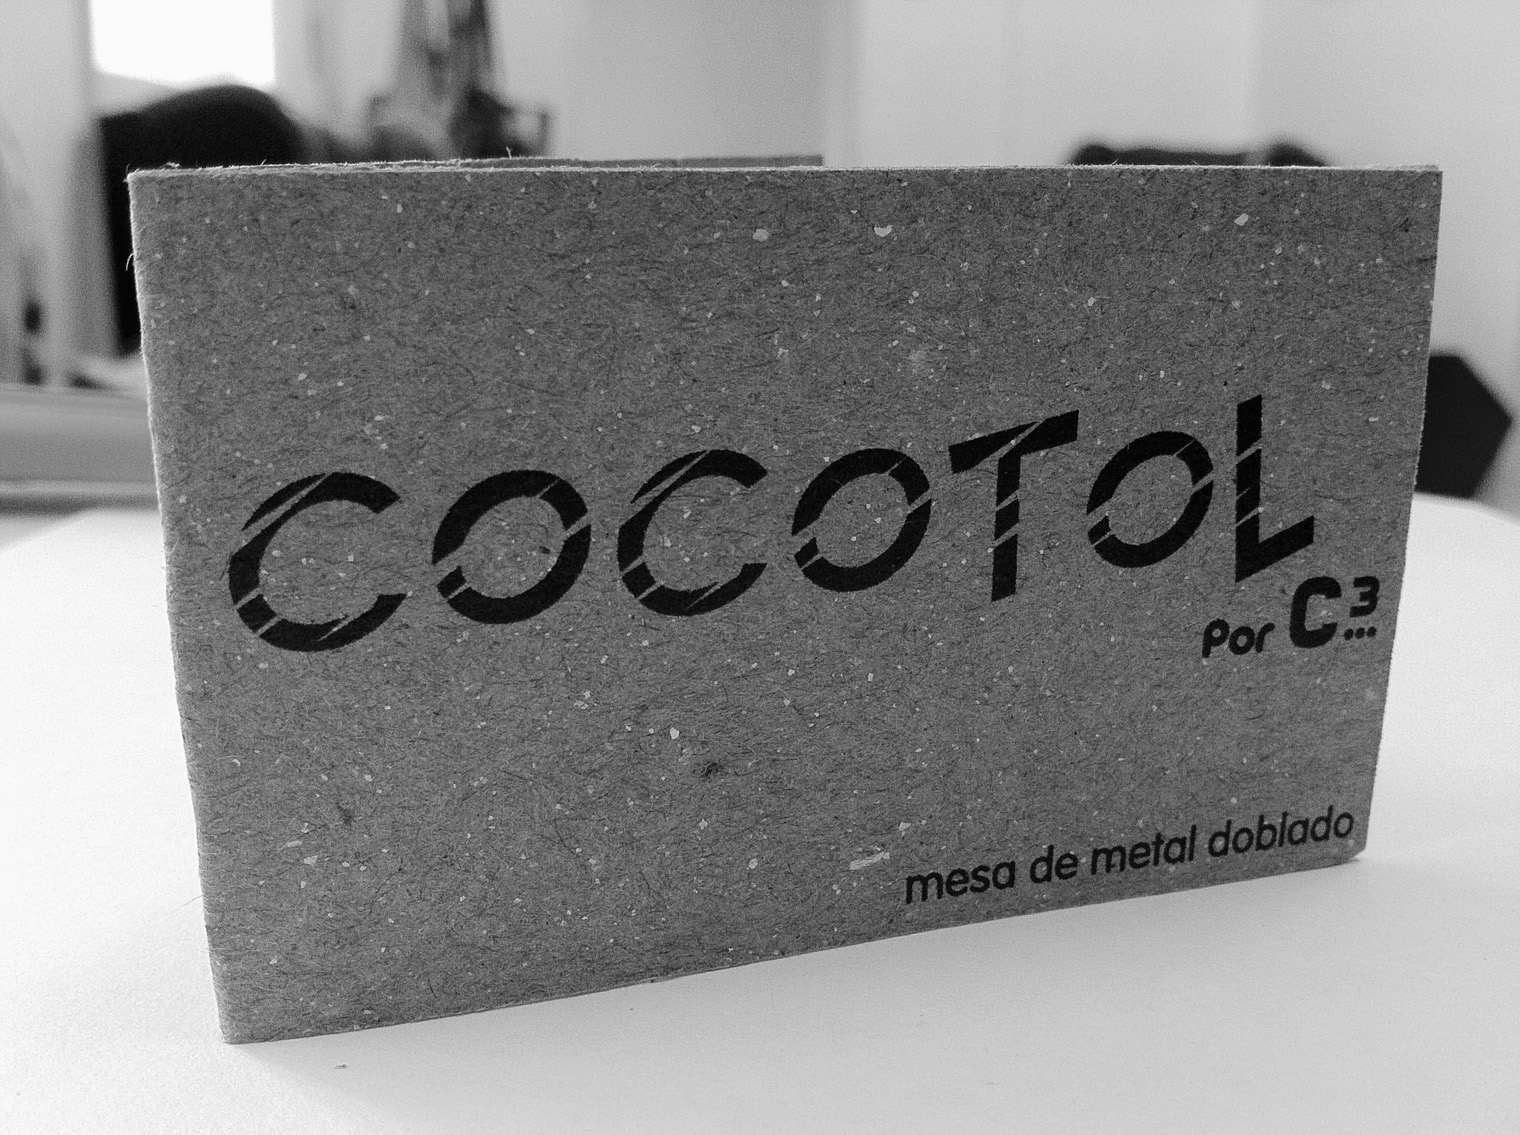 COCOTOL
Por C³...
mesa de metal doblado